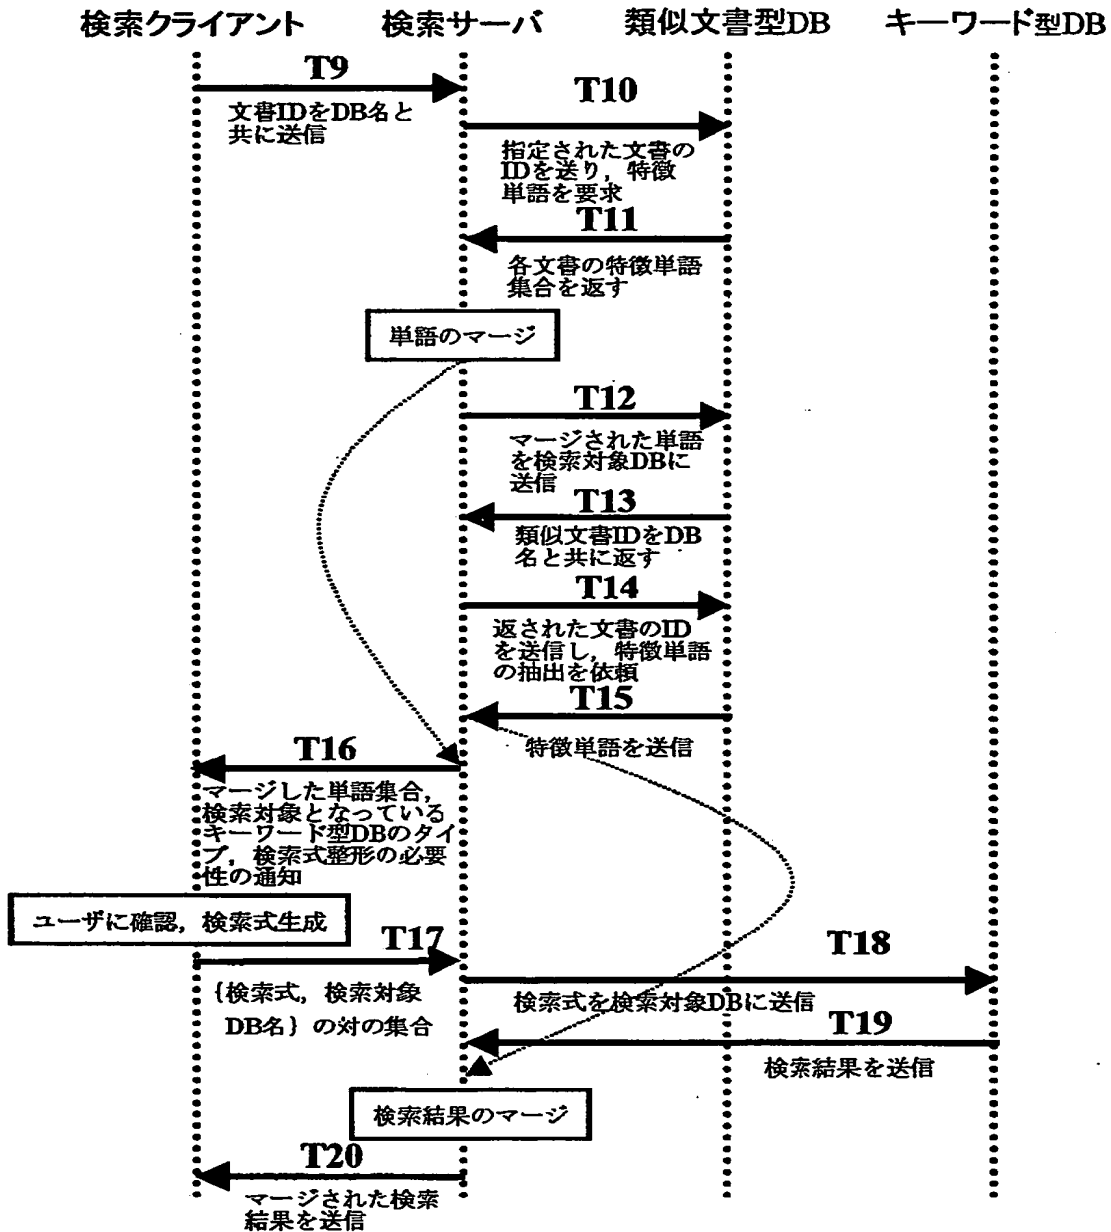 検索クライアント 検索サーバ 類似文書型DB キーワード型DB
T9
文書IDをDB名と
共に送信
T10
指定された文書の
IDを送り，特徴
単語を要求
T11
各文書の特徴単語
集合を返す
単語のマージ
T12
マージされた単語
を検索対象DBに
送信
T13
類似文書IDをDB
名と共に返す
T14
返された文書のID
を送信し，特徴単語
の抽出を依頼
T15
特徴単語を送信
T16
マージした単語集合，
検索対象となっている
キーワード型DBのタイ
プ，検索式整形の必要
性の通知
ユーザに確認，検索式生成
T17
{検索式，検索対象
DB名}の対の集合
T18
検索式を検索対象DBに送信
T19
検索結果を送信
検索結果のマージ
T20
マージされた検索
結果を送信